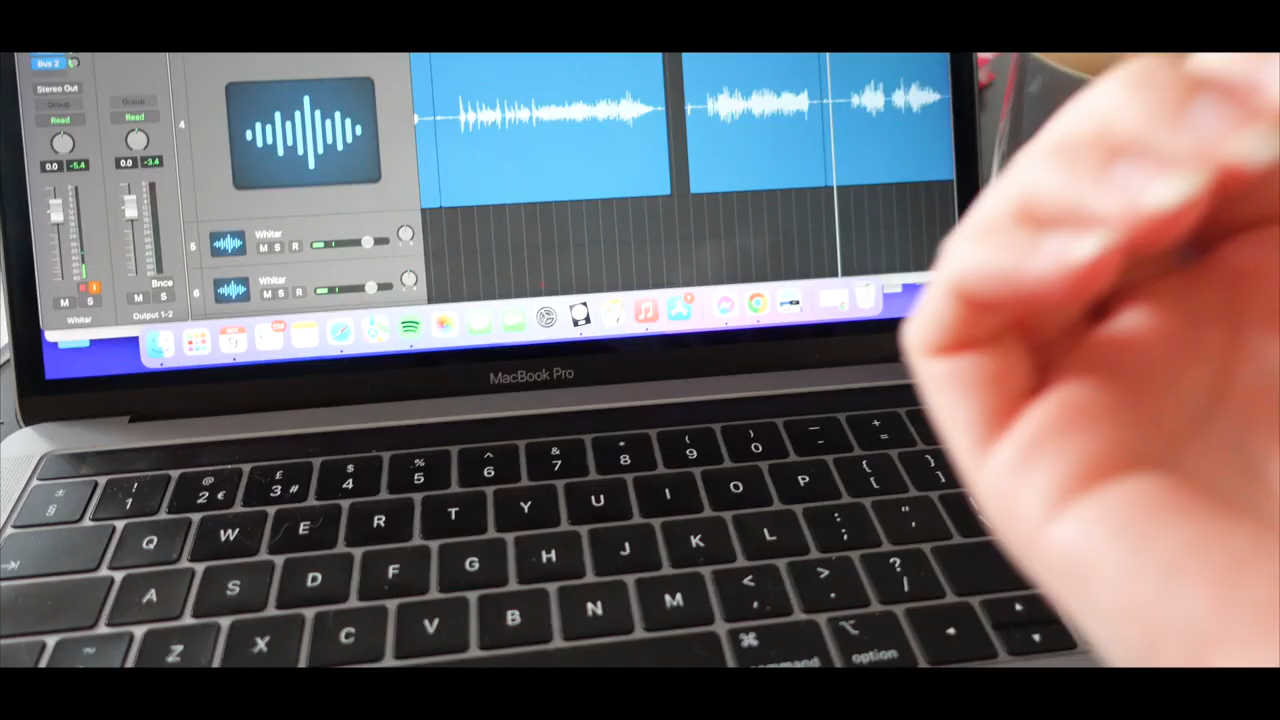 Bus 2
Stereo Out
Group
Group
Read
Read
0.0 -5.4
0.0 -3.4
4
5
Whitar
M S R
6
Whitar
M S R
Bnce
M S
M S
Whitar
Output 1-2
MacBook Pro
± ! @ £ $ % ^ & * ( ) _ +
§ 1 2 € 3 # 4 5 6 7 8 9 0 - =
Q W E R T Y U I O P { [ } ]
A S D F G H J K L : ; " '
~ Z X C V B N M < , > . ? /
⌘ command
⌥ option